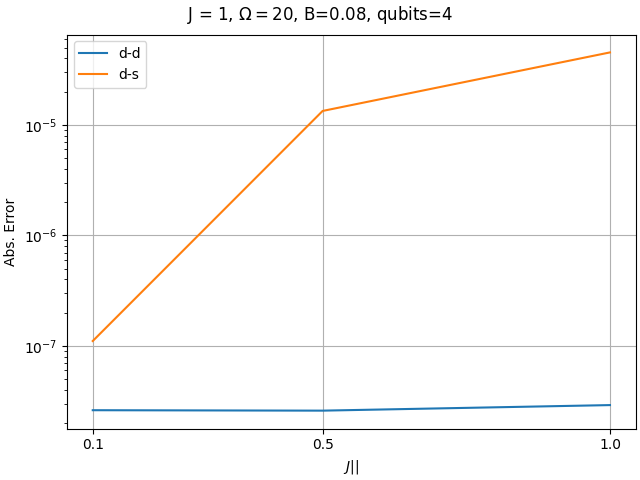 J = 1, Ω = 20, B=0.08, qubits=4
d-d
d-s
Abs. Error
10⁻⁵
10⁻⁶
10⁻⁷
0.1 0.5 1.0
J||